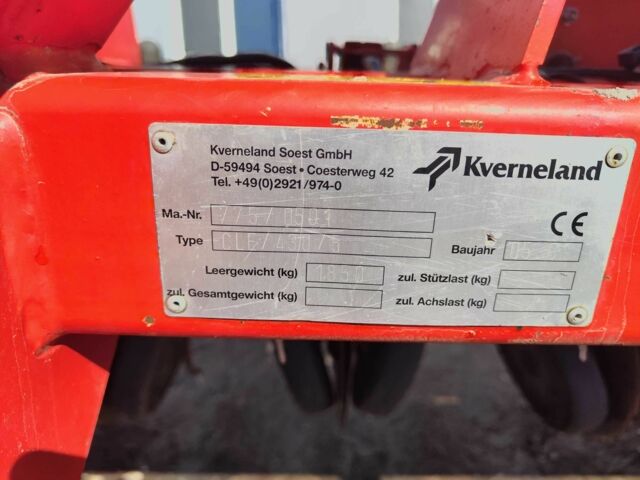 Kverneland Soest GmbH
D-59494 Soest • Coesterweg 42
Tel. +49(0)2921/974-0
Kverneland
Ma.-Nr.
Type
Baujahr
CE
Leergewicht (kg) 1850
zul. Stützlast (kg)
zul. Gesamtgewicht (kg)
zul. Achslast (kg)